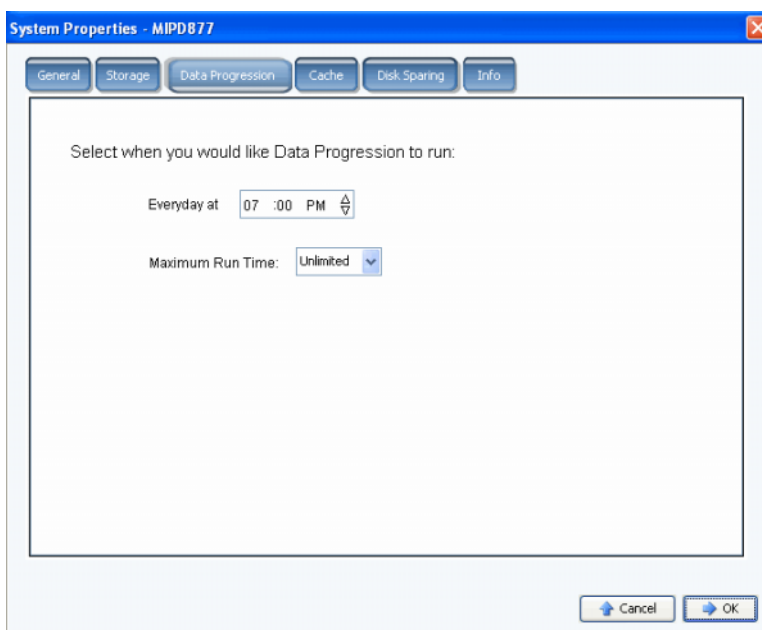 System Properties - MIPD877
General Storage Data Progression Cache Disk Sparing Info
Select when you would like Data Progression to run:
Everyday at 07 :00 PM
Maximum Run Time: Unlimited
Cancel OK